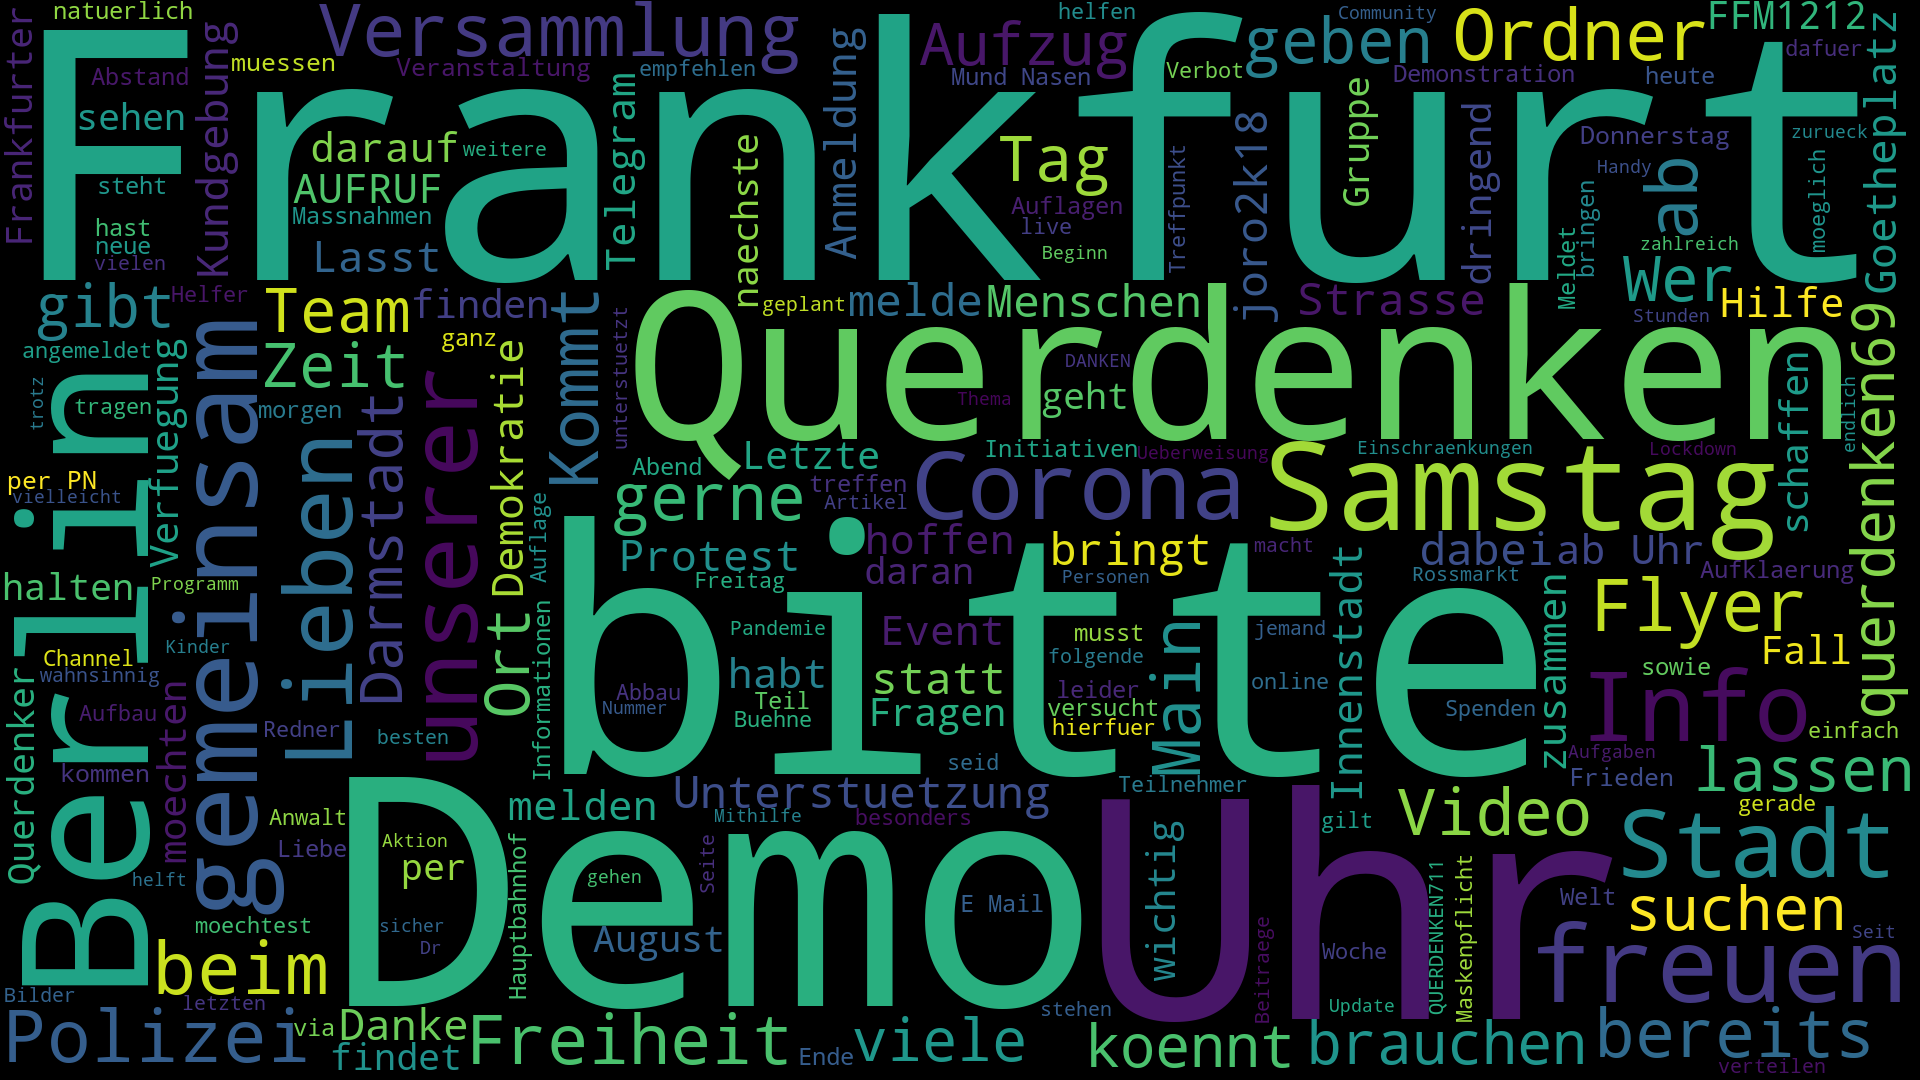 natuerlich
Versammlung
helfen
Community
Ordner
FFM1212
Frankfurter
Abstand
muessen
Veranstaltung
empfehlen
Aufzug
Mund Nasen
Verbot
geben
Demonstration
heute
dafuer
Goetheplatz
Frankfurt
sehen
Kundgebung
darauf
weitere
Telegram
naechste
Anmeldung
Tag
Treffpunkt
joro2k18
Gruppe
dringend
Donnerstag
Handy
ab
zurueck
moeglich
steht
AUFRUF
Massnahmen
Auflagen
live
Beginn
bringen
Meldet
zahlreich
hast
neue
vielen
Lasst
gibt
Helfer
Team
finden
Kommt
unterstuetzt
geplant
melde
Menschen
Strasse
Wer
Stunden
Hilfe
querdenken69
Querdenken
angemeldet
Verfuegung
gemeinsam
Zeit
ganz
Demokratie
DANKEN
Thema
geht
trotz
tragen
morgen
Lieben
Darmstadt
unserer
Ort
Berlin
per PN
vielleicht
Abend
Letzte
gerne
treffen
Artikel
Initiativen
Ueberweisung
Corona
Einschraenkungen
Samstag
Lockdown
schaffen
endlich
Auflage
Protest
Freitag
hoffen
daran
bringt
macht
Personen
dabei
ab Uhr
Rossmarkt
Aufklaerung
halten
Programm
bitte
Informationen
Pandemie
Event
musst
folgende
Main
jemand
Innenstadt
zusammen
Flyer
Fall
sowie
Kinder
Channel
wahnsinnig
Querdenker
Aufbau
moechten
Redner
besten
Abbau
Nummer
habt
Teil
Buehne
statt
Fragen
leider
versucht
hierfuer
online
Spenden
Info
einfach
kommen
Anwalt
Liebe
helft
melden
Unterstuetzung
seid
Teilnehmer
Mithilfe
besonders
Aufgaben
Frieden
lassen
gerade
gilt
Video
Stadt
Aktion
per
Hauptbahnhof
gehen
Seite
Demo
E Mail
wichtig
Uhr
Beitraege
QUERDENKEN711
Maskenpflicht
Welt
suchen
moechtest
sicher
Dr
August
Woche
freuen
Seit
beim
Bilder
letzten
stehen
Update
Polizei
via
Danke
findet
Freiheit
Ende
viele
koennt
brauchen
bereits
verteilen